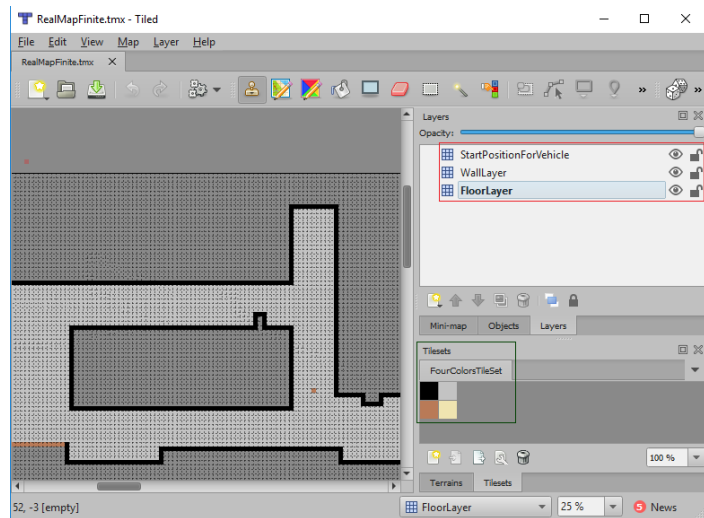 RealMapFinite.tmx - Tiled
File Edit View Map Layer Help
RealMapFinite.tmx X
Layers
Opacity:
StartPositionForVehicle
WallLayer
FloorLayer
Mini-map Objects Layers
Tilesets
FourColorsTileSet
100 %
Terrains Tilesets
52, -3 [empty]
FloorLayer
25 %
5 News